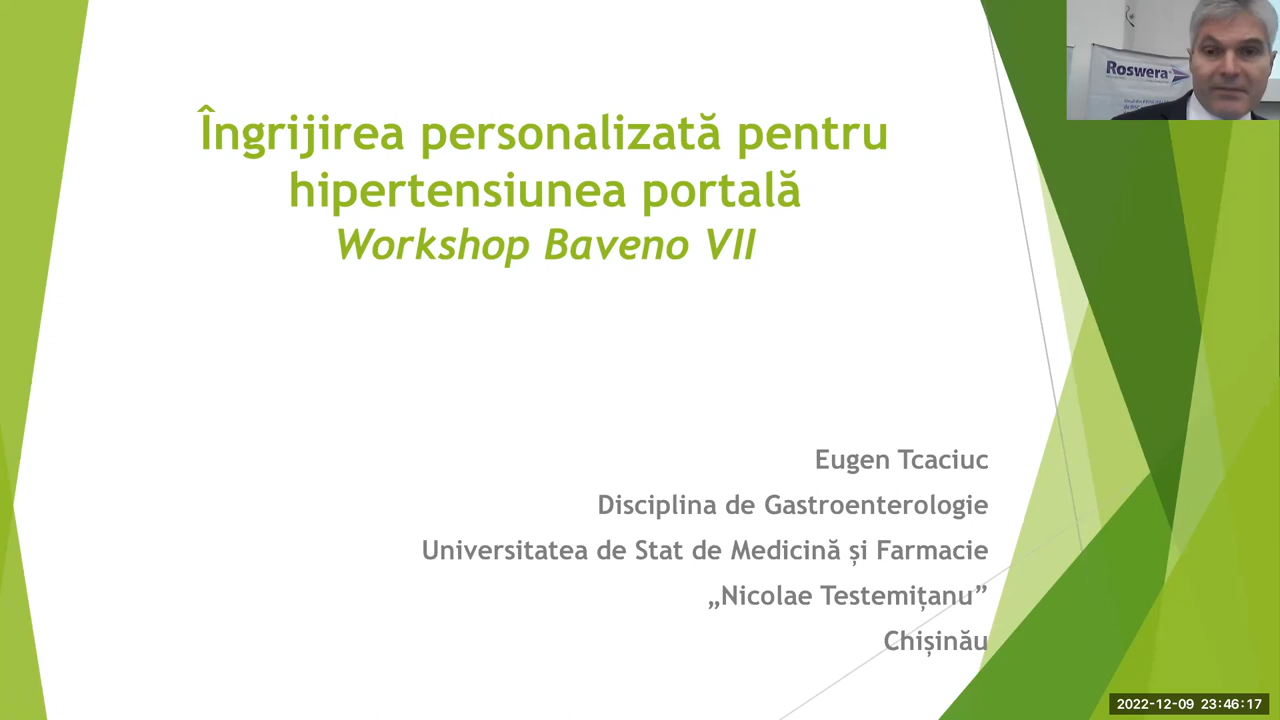 Îngrijirea personalizată pentru
hipertensiunea portală
Workshop Baveno VII
Eugen Tcaciuc
Disciplina de Gastroenterologie
Universitatea de Stat de Medicină și Farmacie
„Nicolae Testemițanu”
Chișinău
Roswera
2022-12-09 23:46:17